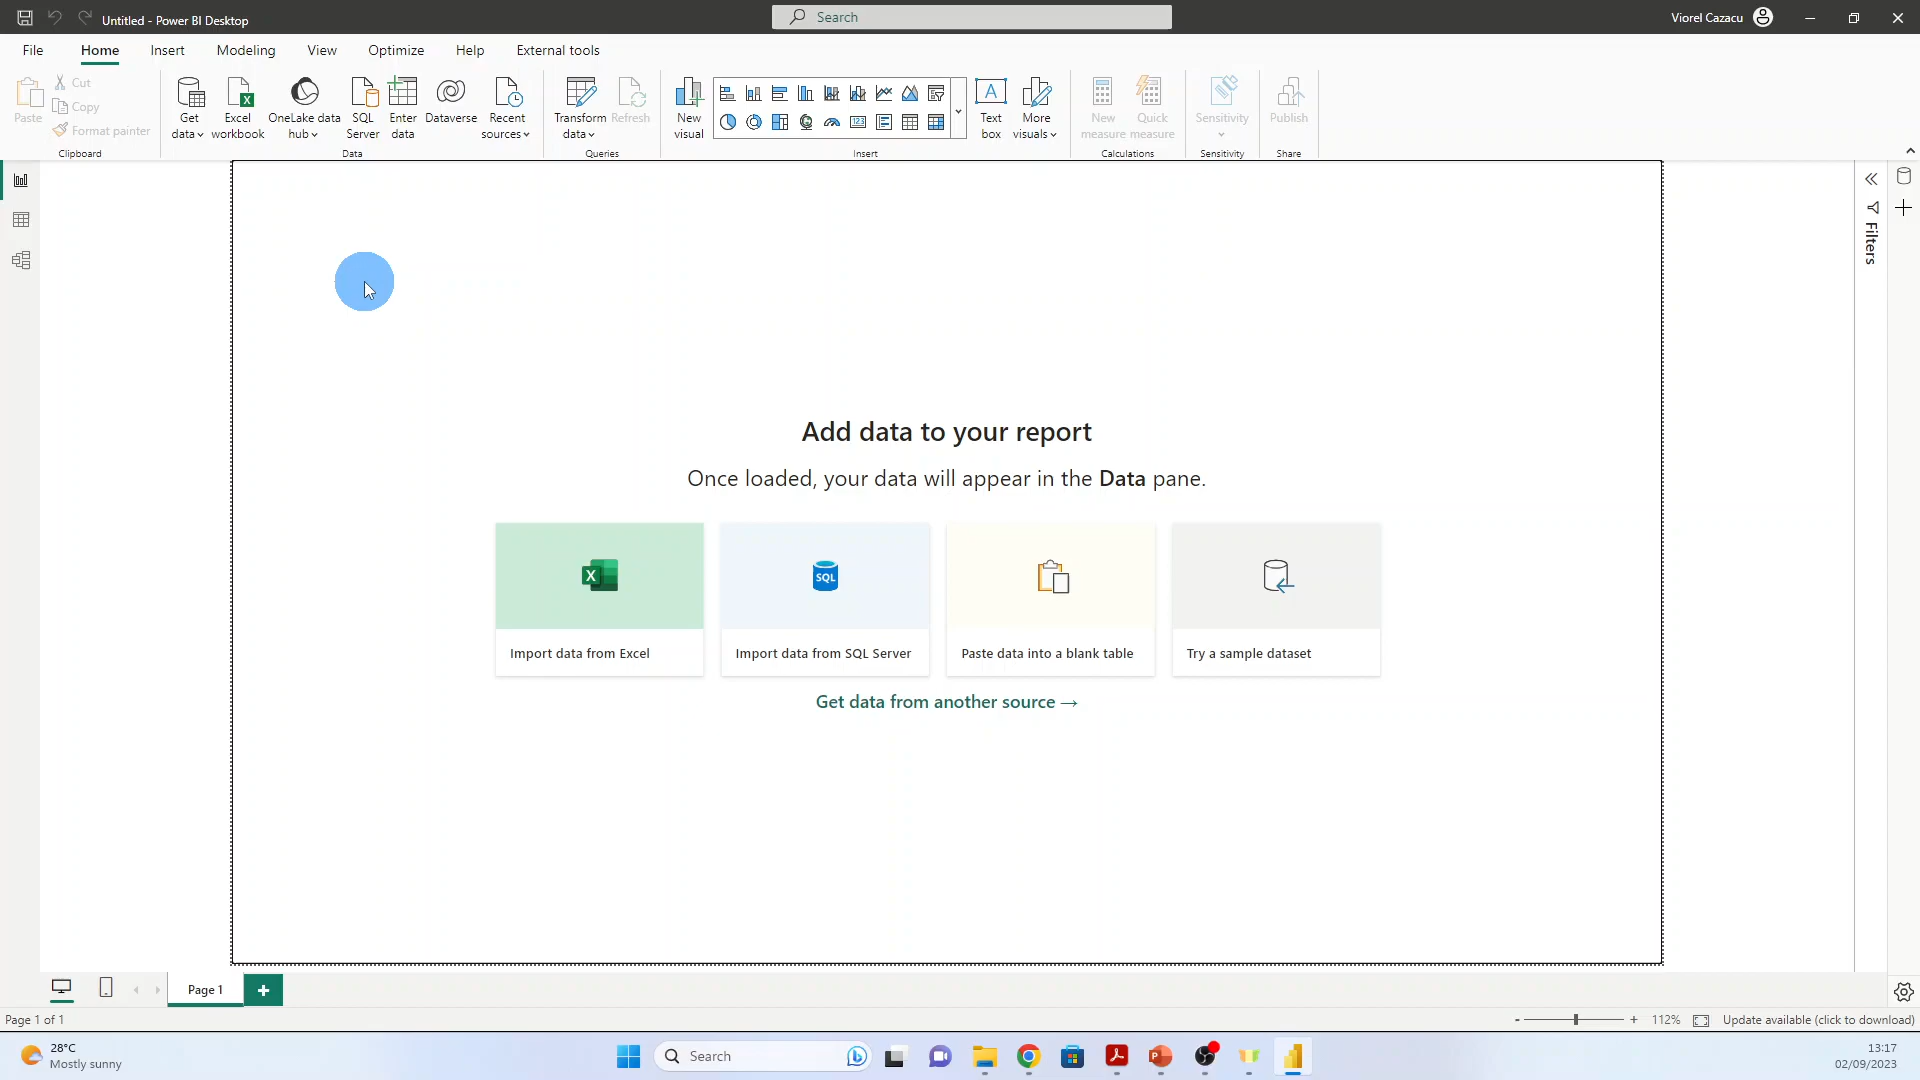 Untitled - Power BI Desktop
Search
Viorel Cazacu
File Home Insert Modeling View Optimize Help External tools
Paste
Cut
Copy
Format painter
Clipboard
Get data
Excel workbook
OneLake data hub
SQL Server
Enter data
Dataverse
Recent sources
Data
Transform data
Refresh
Queries
New visual
123
A
Text box
More visuals
Insert
New measure
Quick measure
Calculations
Sensitivity
Sensitivity
Publish
Share
Filters
Add data to your report
Once loaded, your data will appear in the Data pane.
X
SQL
Import data from Excel
Import data from SQL Server
Paste data into a blank table
Try a sample dataset
Get data from another source →
Page 1
+
Page 1 of 1
- + 112% Update available (click to download)
28°C
Mostly sunny
Search
13:17
02/09/2023